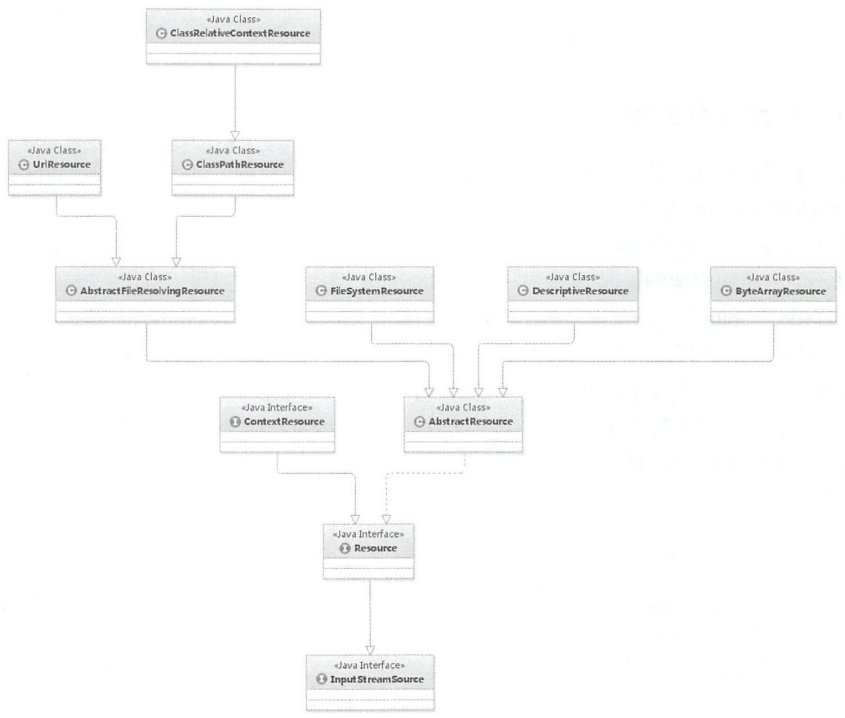 «Java Class»
ClassRelativeContextResource
«Java Class»
UrlResource
«Java Class»
ClassPathResource
«Java Class»
AbstractFileResolvingResource
«Java Class»
FileSystemResource
«Java Class»
DescriptiveResource
«Java Class»
ByteArrayResource
«Java Interface»
ContextResource
«Java Class»
AbstractResource
«Java Interface»
Resource
«Java Interface»
InputStreamSource